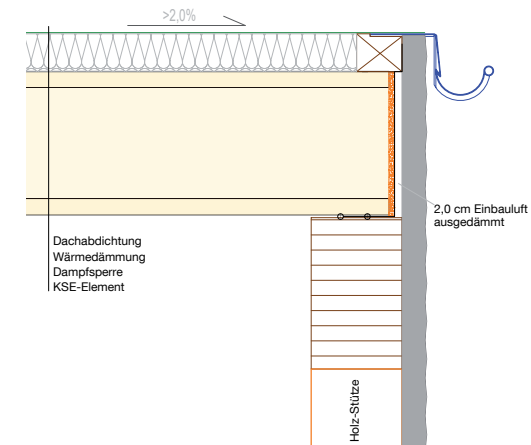 >2,0%
2,0 cm Einbauluft
ausgedämmt
Dachabdichtung
Wärmedämmung
Dampfsperre
KSE-Element
Holz-Stütze